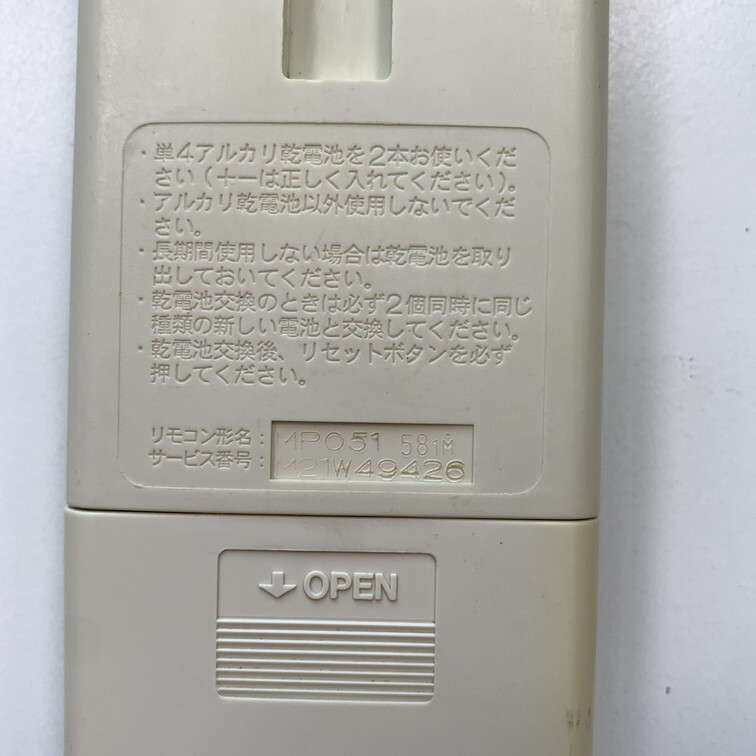 ・単4アルカリ乾電池を2本お使いくだ
さい(+−は正しく入れてください)。
・アルカリ乾電池以外使用しないでくだ
さい。
・長期間使用しない場合は乾電池を取り
出しておいてください。
・乾電池交換のときは必ず2個同時に同じ
種類の新しい電池と交換してください。
・乾電池交換後、リセットボタンを必ず
押してください。
リモコン形名：MP051 581M
サービス番号：M21W49426
↓OPEN